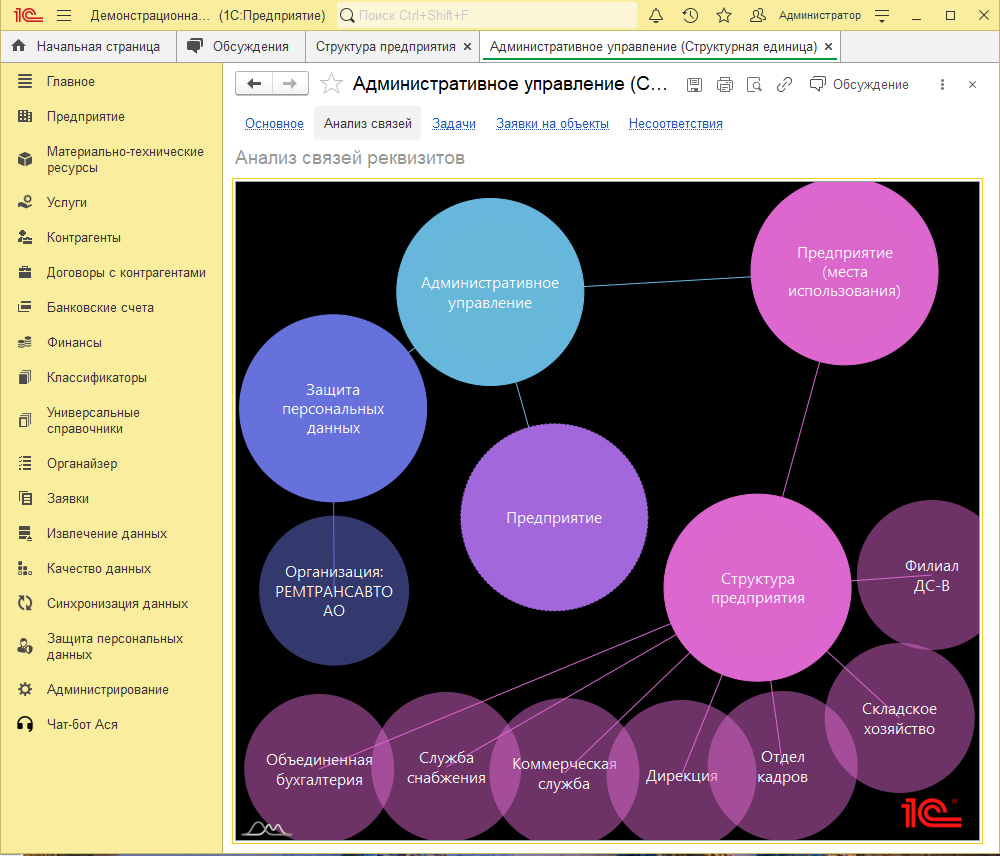 1С Демонстрационна... (1С:Предприятие) Поиск Ctrl+Shift+F Администратор
Начальная страница Обсуждения Структура предприятия × Административное управление (Структурная единица) ×
Главное
Предприятие
Материально-технические
ресурсы
Услуги
Контрагенты
Договоры с контрагентами
Банковские счета
Финансы
Классификаторы
Универсальные
справочники
Органайзер
Заявки
Извлечение данных
Качество данных
Синхронизация данных
Защита персональных
данных
Администрирование
Чат-бот Ася
Административное управление (С... Обсуждение
Основное Анализ связей Задачи Заявки на объекты Несоответствия
Анализ связей реквизитов
Административное
управление
Предприятие
(места
использования)
Защита
персональных
данных
Предприятие
Организация:
РЕМТРАНСАВТО
АО
Структура
предприятия
Филиал
ДС-В
Складское
хозяйство
Объединенная
бухгалтерия
Служба
снабжения
Коммерческая
служба
Дирекция
Отдел
кадров
1С